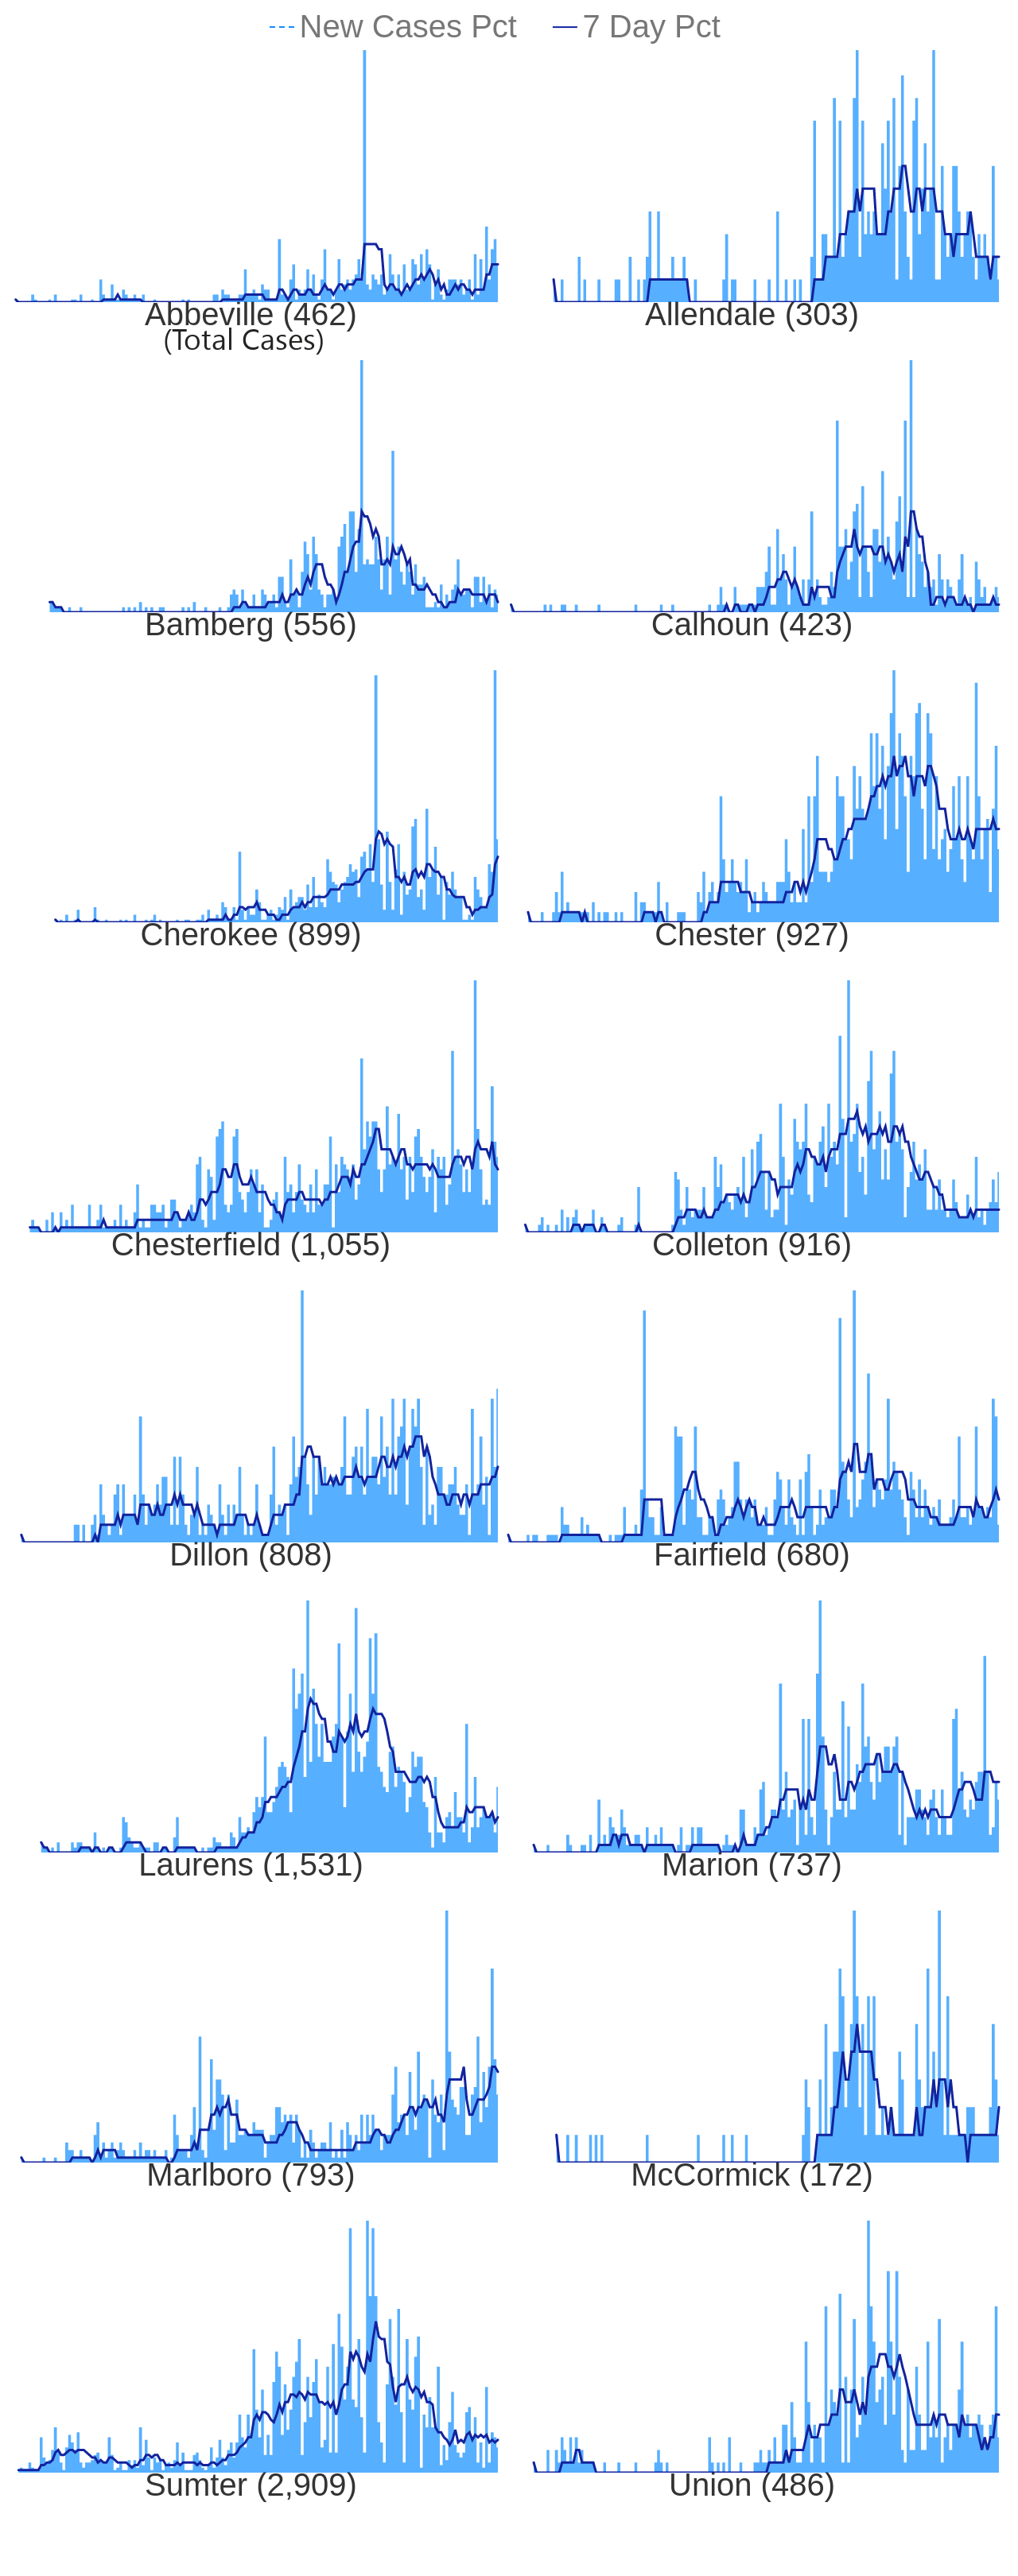 New Cases Pct 7 Day Pct
Abbeville (462) Allendale (303)
(Total Cases)
Bamberg (556) Calhoun (423)
Cherokee (899) Chester (927)
Chesterfield (1,055) Colleton (916)
Dillon (808) Fairfield (680)
Laurens (1,531) Marion (737)
Marlboro (793) McCormick (172)
Sumter (2,909) Union (486)